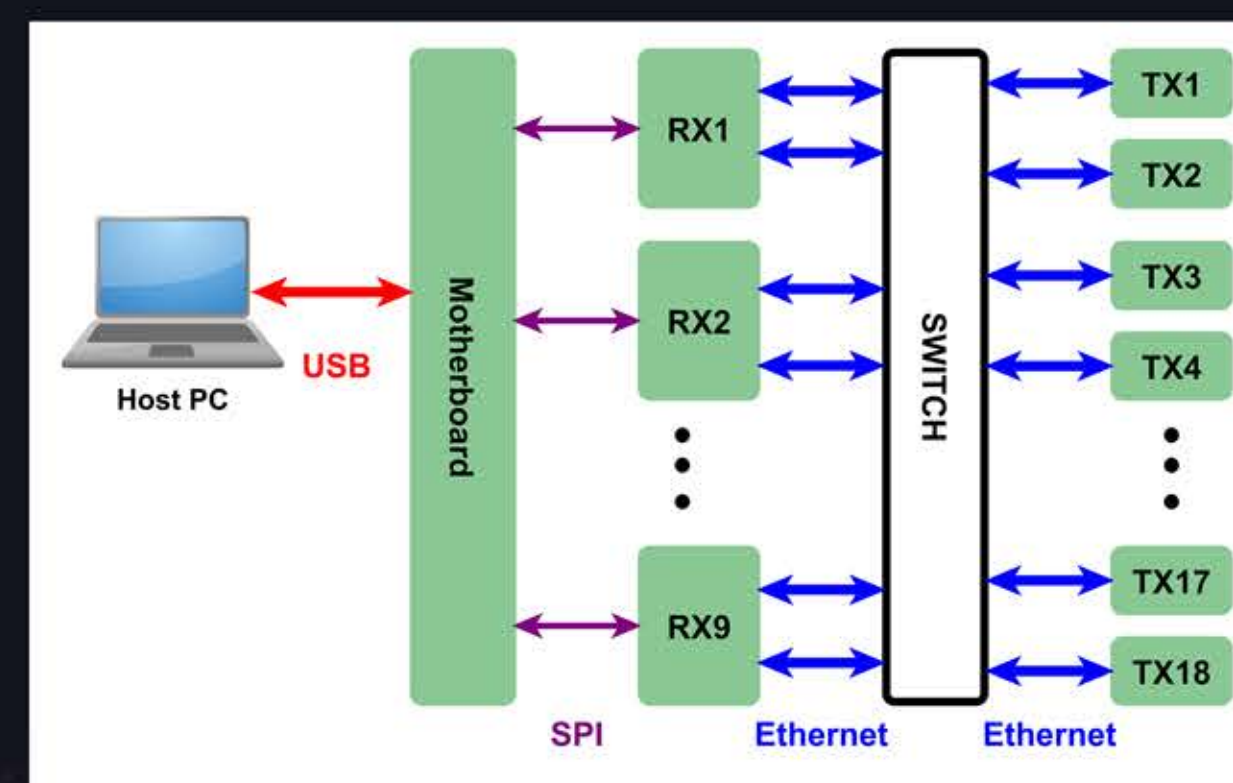 Host PC
USB
Motherboard
SPI
RX1
RX2
RX9
Ethernet
SWITCH
Ethernet
TX1
TX2
TX3
TX4
TX17
TX18